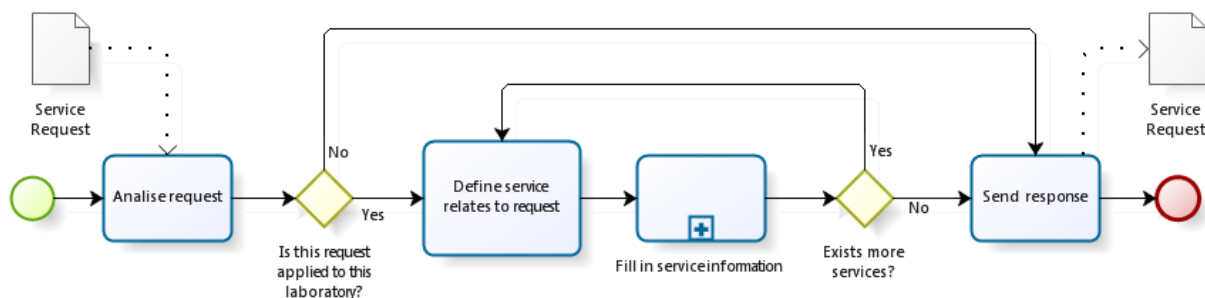 Service
Request
Service
Request
No
Yes
Analise request
Define service
relates to request
Send response
Yes
No
Is this request
applied to this
laboratory?
Fill in service information
Exists more
services?